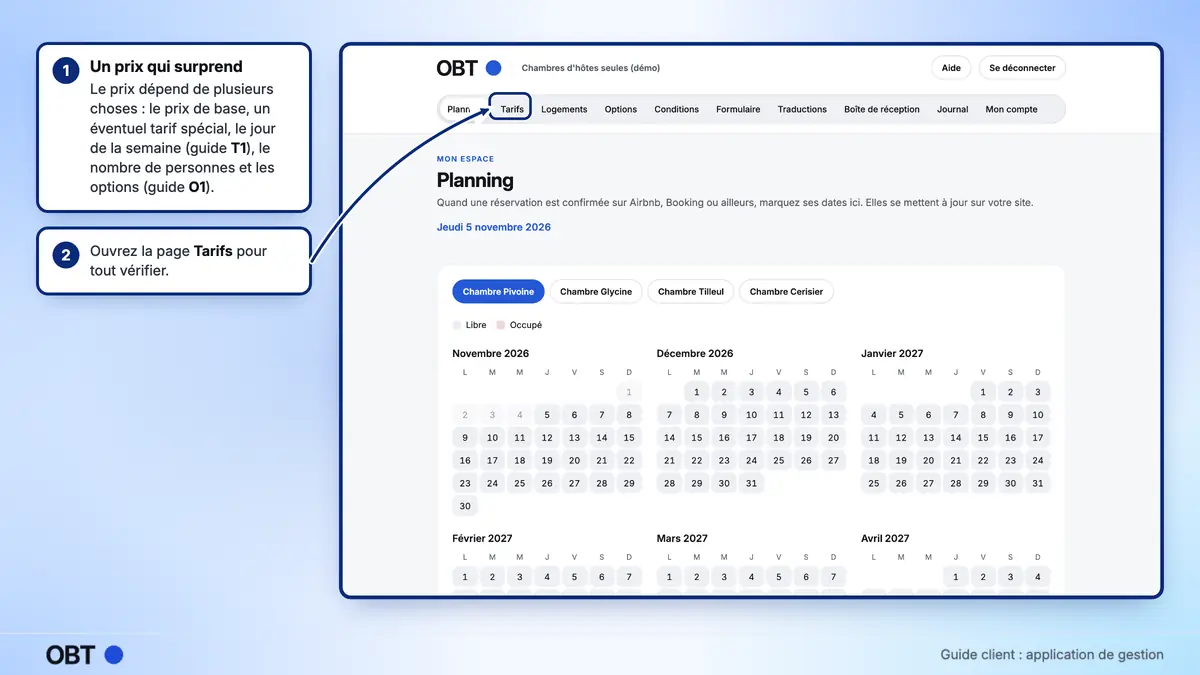 1
Un prix qui surprend
Le prix dépend de plusieurs
choses : le prix de base, un
éventuel tarif spécial, le jour
de la semaine (guide T1), le
nombre de personnes et les
options (guide O1).
2
Ouvrez la page Tarifs pour
tout vérifier.
OBT
Chambres d'hôtes seules (démo)
Aide
Se déconnecter
Plann
Tarifs
Logements
Options
Conditions
Formulaire
Traductions
Boîte de réception
Journal
Mon compte
MON ESPACE
Planning
Quand une réservation est confirmée sur Airbnb, Booking ou ailleurs, marquez ses dates ici. Elles se mettent à jour sur votre site.
Jeudi 5 novembre 2026
Chambre Pivoine
Chambre Glycine
Chambre Tilleul
Chambre Cerisier
Libre
Occupé
Novembre 2026
L M M J V S D
1
2 3 4 5 6 7 8
9 10 11 12 13 14 15
16 17 18 19 20 21 22
23 24 25 26 27 28 29
30
Décembre 2026
L M M J V S D
1 2 3 4 5 6
7 8 9 10 11 12 13
14 15 16 17 18 19 20
21 22 23 24 25 26 27
28 29 30 31
Janvier 2027
L M M J V S D
1 2 3
4 5 6 7 8 9 10
11 12 13 14 15 16 17
18 19 20 21 22 23 24
25 26 27 28 29 30 31
Février 2027
L M M J V S D
1 2 3 4 5 6 7
Mars 2027
L M M J V S D
1 2 3 4 5 6 7
Avril 2027
L M M J V S D
1 2 3 4
OBT
Guide client : application de gestion